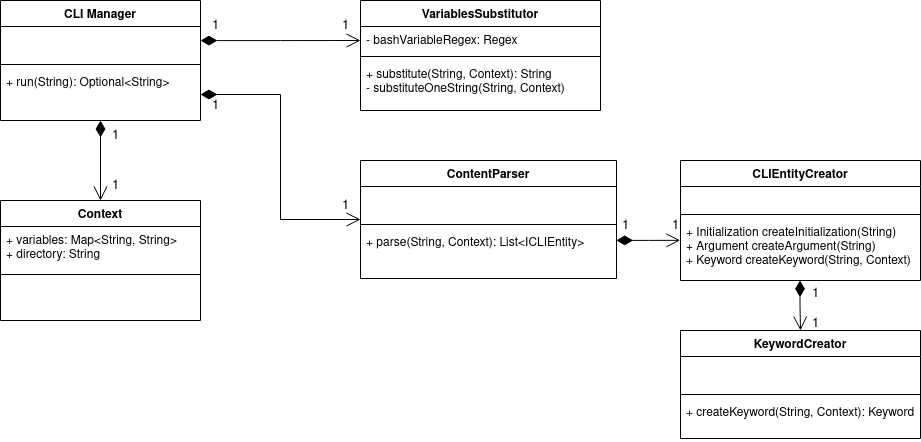 CLI Manager
+ run(String): Optional<String>
1
1
VariablesSubstitutor
- bashVariableRegex: Regex
+ substitute(String, Context): String
- substituteOneString(String, Context)
1
1
1
1
Context
+ variables: Map<String, String>
+ directory: String
ContentParser
+ parse(String, Context): List<ICLIEntity>
1
1
CLIEntityCreator
+ Initialization createInitialization(String)
+ Argument createArgument(String)
+ Keyword createKeyword(String, Context)
1
1
KeywordCreator
+ createKeyword(String, Context): Keyword